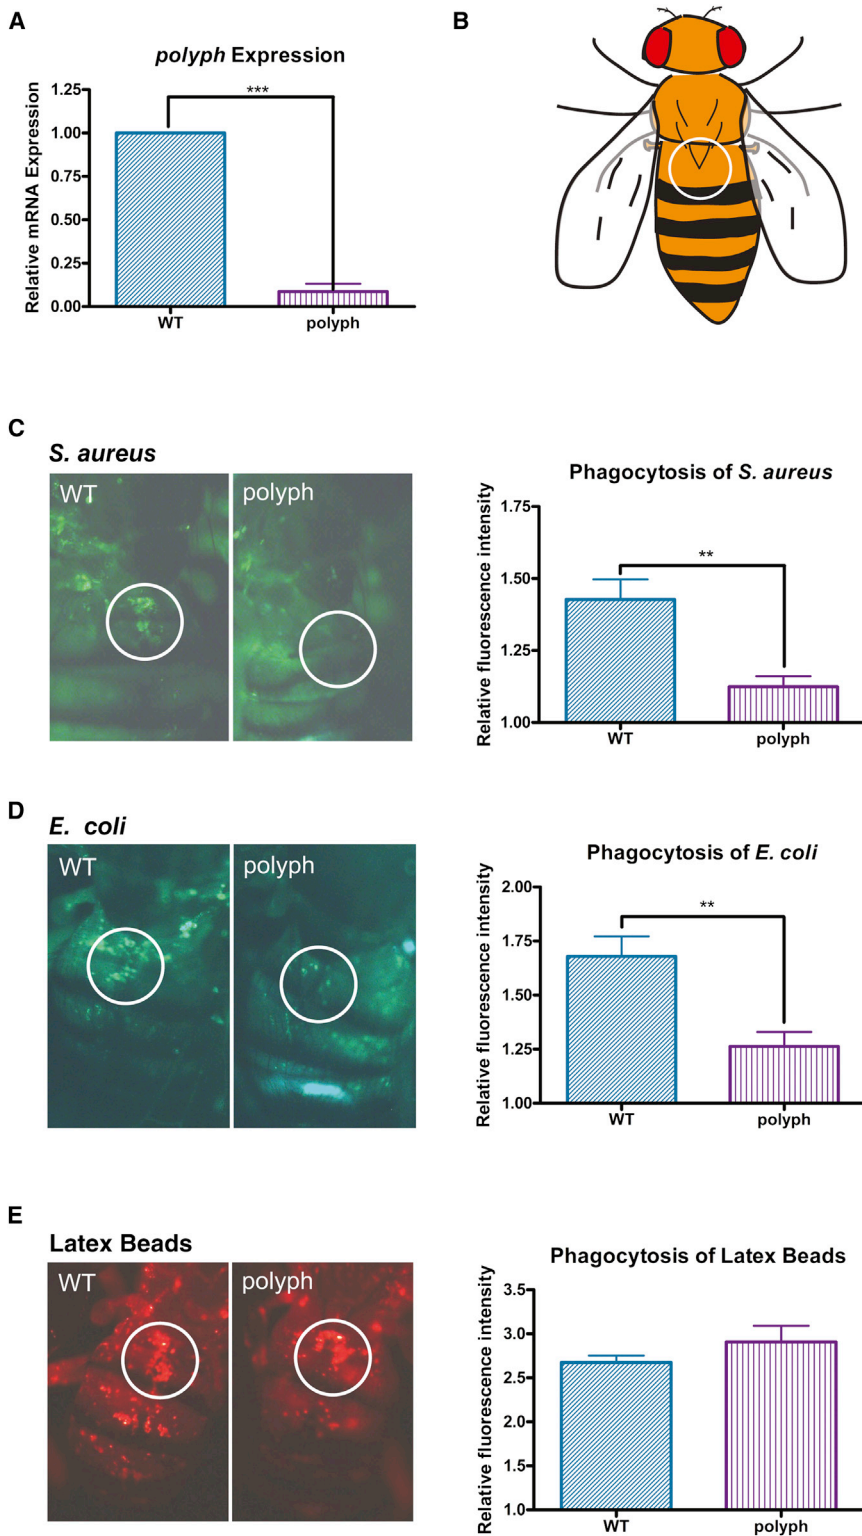 A
polyph Expression
Relative mRNA Expression
1.25
1.00
0.75
0.50
0.25
0.00
***
WT
polyph
B
C
S. aureus
WT
polyph
Phagocytosis of S. aureus
Relative fluorescence intensity
1.75
1.50
1.25
1.00
**
WT
polyph
D
E. coli
WT
polyph
Phagocytosis of E. coli
Relative fluorescence intensity
2.00
1.75
1.50
1.25
1.00
**
WT
polyph
E
Latex Beads
WT
polyph
Phagocytosis of Latex Beads
Relative fluorescence intensity
3.5
3.0
2.5
2.0
1.5
1.0
WT
polyph